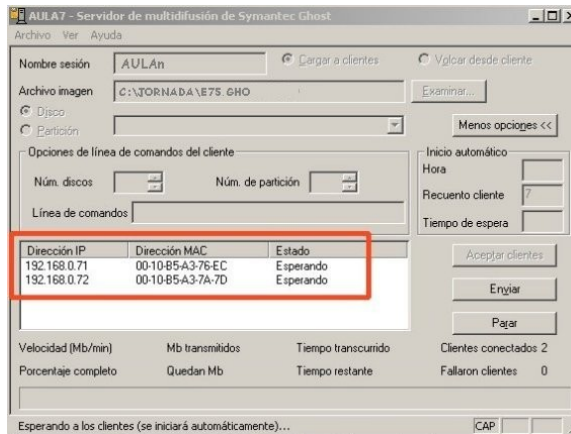 AULA7 - Servidor de multidifusión de Symantec Ghost
Archivo Ver Ayuda
Nombre sesión AULAn Cargar a clientes Volcar desde cliente
Archivo imagen C:\JORNADA\E7S.GHO Examinar...
Disco
Partición
Menos opciones <<
Opciones de línea de comandos del cliente
Inicio automático
Hora
Núm. discos Núm. de partición
Recuento cliente 7
Línea de comandos
Tiempo de espera
Dirección IP Dirección MAC Estado
192.168.0.71 00-10-B5-A3-76-EC Esperando
192.168.0.72 00-10-B5-A3-7A-7D Esperando
Aceptar clientes
Enviar
Parar
Velocidad (Mb/min) Mb transmitidos Tiempo transcurrido Clientes conectados 2
Porcentaje completo Quedan Mb Tiempo restante Fallaron clientes 0
Esperando a los clientes (se iniciará automáticamente)... CAP